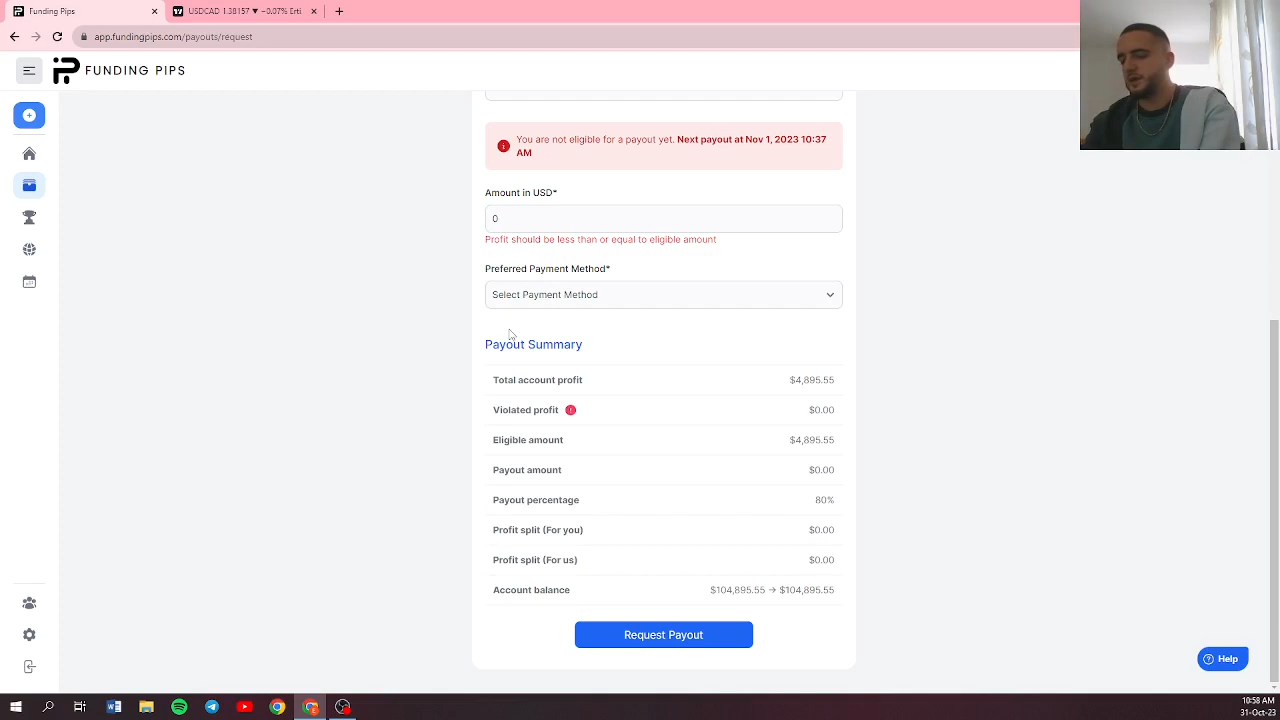 Funding Pips
USDCAD 1.38157 ▼ −0.07% Erti
app.fundingpips.com/payouts/request
FUNDING PIPS
You are not eligible for a payout yet. Next payout at Nov 1, 2023 10:37
AM
Amount in USD*
0
Profit should be less than or equal to eligible amount
Preferred Payment Method*
Select Payment Method
Payout Summary
Total account profit $4,895.55
Violated profit $0.00
Eligible amount $4,895.55
Payout amount $0.00
Payout percentage 80%
Profit split (For you) $0.00
Profit split (For us) $0.00
Account balance $104,895.55 → $104,895.55
Request Payout
Help
10:58 AM
31-Oct-23